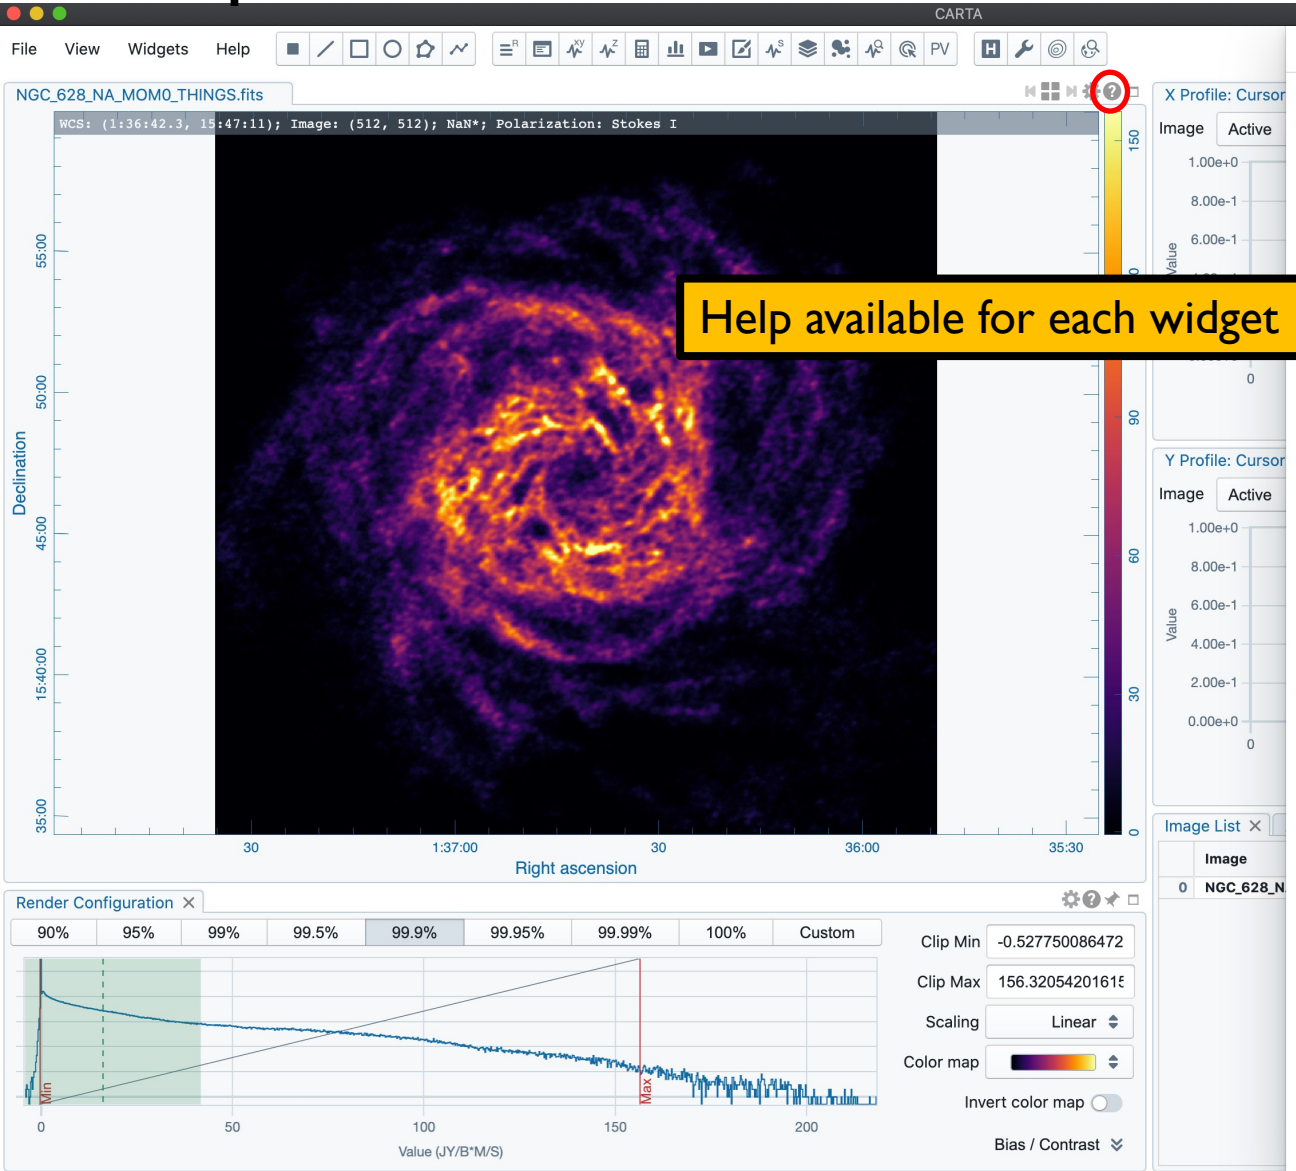 CARTA
File View Widgets Help
PV
NGC_628_NA_MOM0_THINGS.fits
WCS: (1:36:42.3, 15:47:11); Image: (512, 512); NaN*; Polarization: Stokes I
55:00
50:00
45:00
15:40:00
35:00
Declination
30 1:37:00 30 36:00 35:30
Right ascension
150
90
60
30
0
Help available for each widget
X Profile: Cursor
Image Active
1.00e+0
8.00e-1
6.00e-1
Value
0
Y Profile: Cursor
Image Active
1.00e+0
8.00e-1
6.00e-1
4.00e-1
2.00e-1
0.00e+0
Value
0
Image List
Image
0 NGC_628_N
Render Configuration
90% 95% 99% 99.5% 99.9% 99.95% 99.99% 100% Custom
Min
Max
0 50 100 150 200
Value (JY/B*M/S)
Clip Min -0.527750086472
Clip Max 156.32054201615
Scaling Linear
Color map
Invert color map
Bias / Contrast